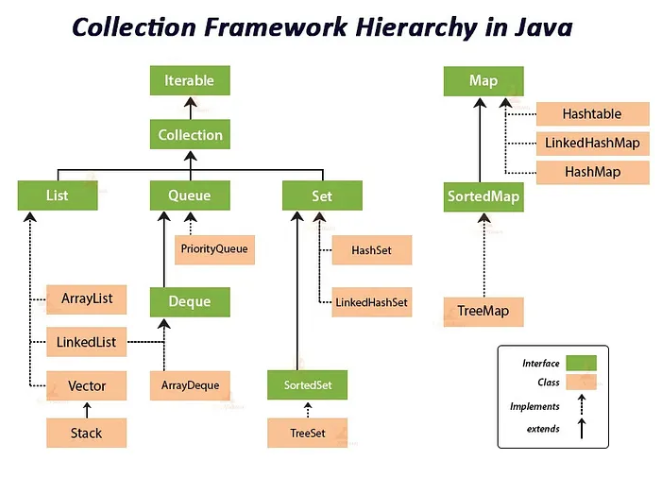 Collection Framework Hierarchy in Java
Iterable
Map
Hashtable
Collection
LinkedHashMap
HashMap
List
Queue
Set
SortedMap
PriorityQueue
HashSet
ArrayList
Deque
LinkedHashSet
TreeMap
LinkedList
Interface
Vector
ArrayDeque
SortedSet
Class
Implements
extends
Stack
TreeSet